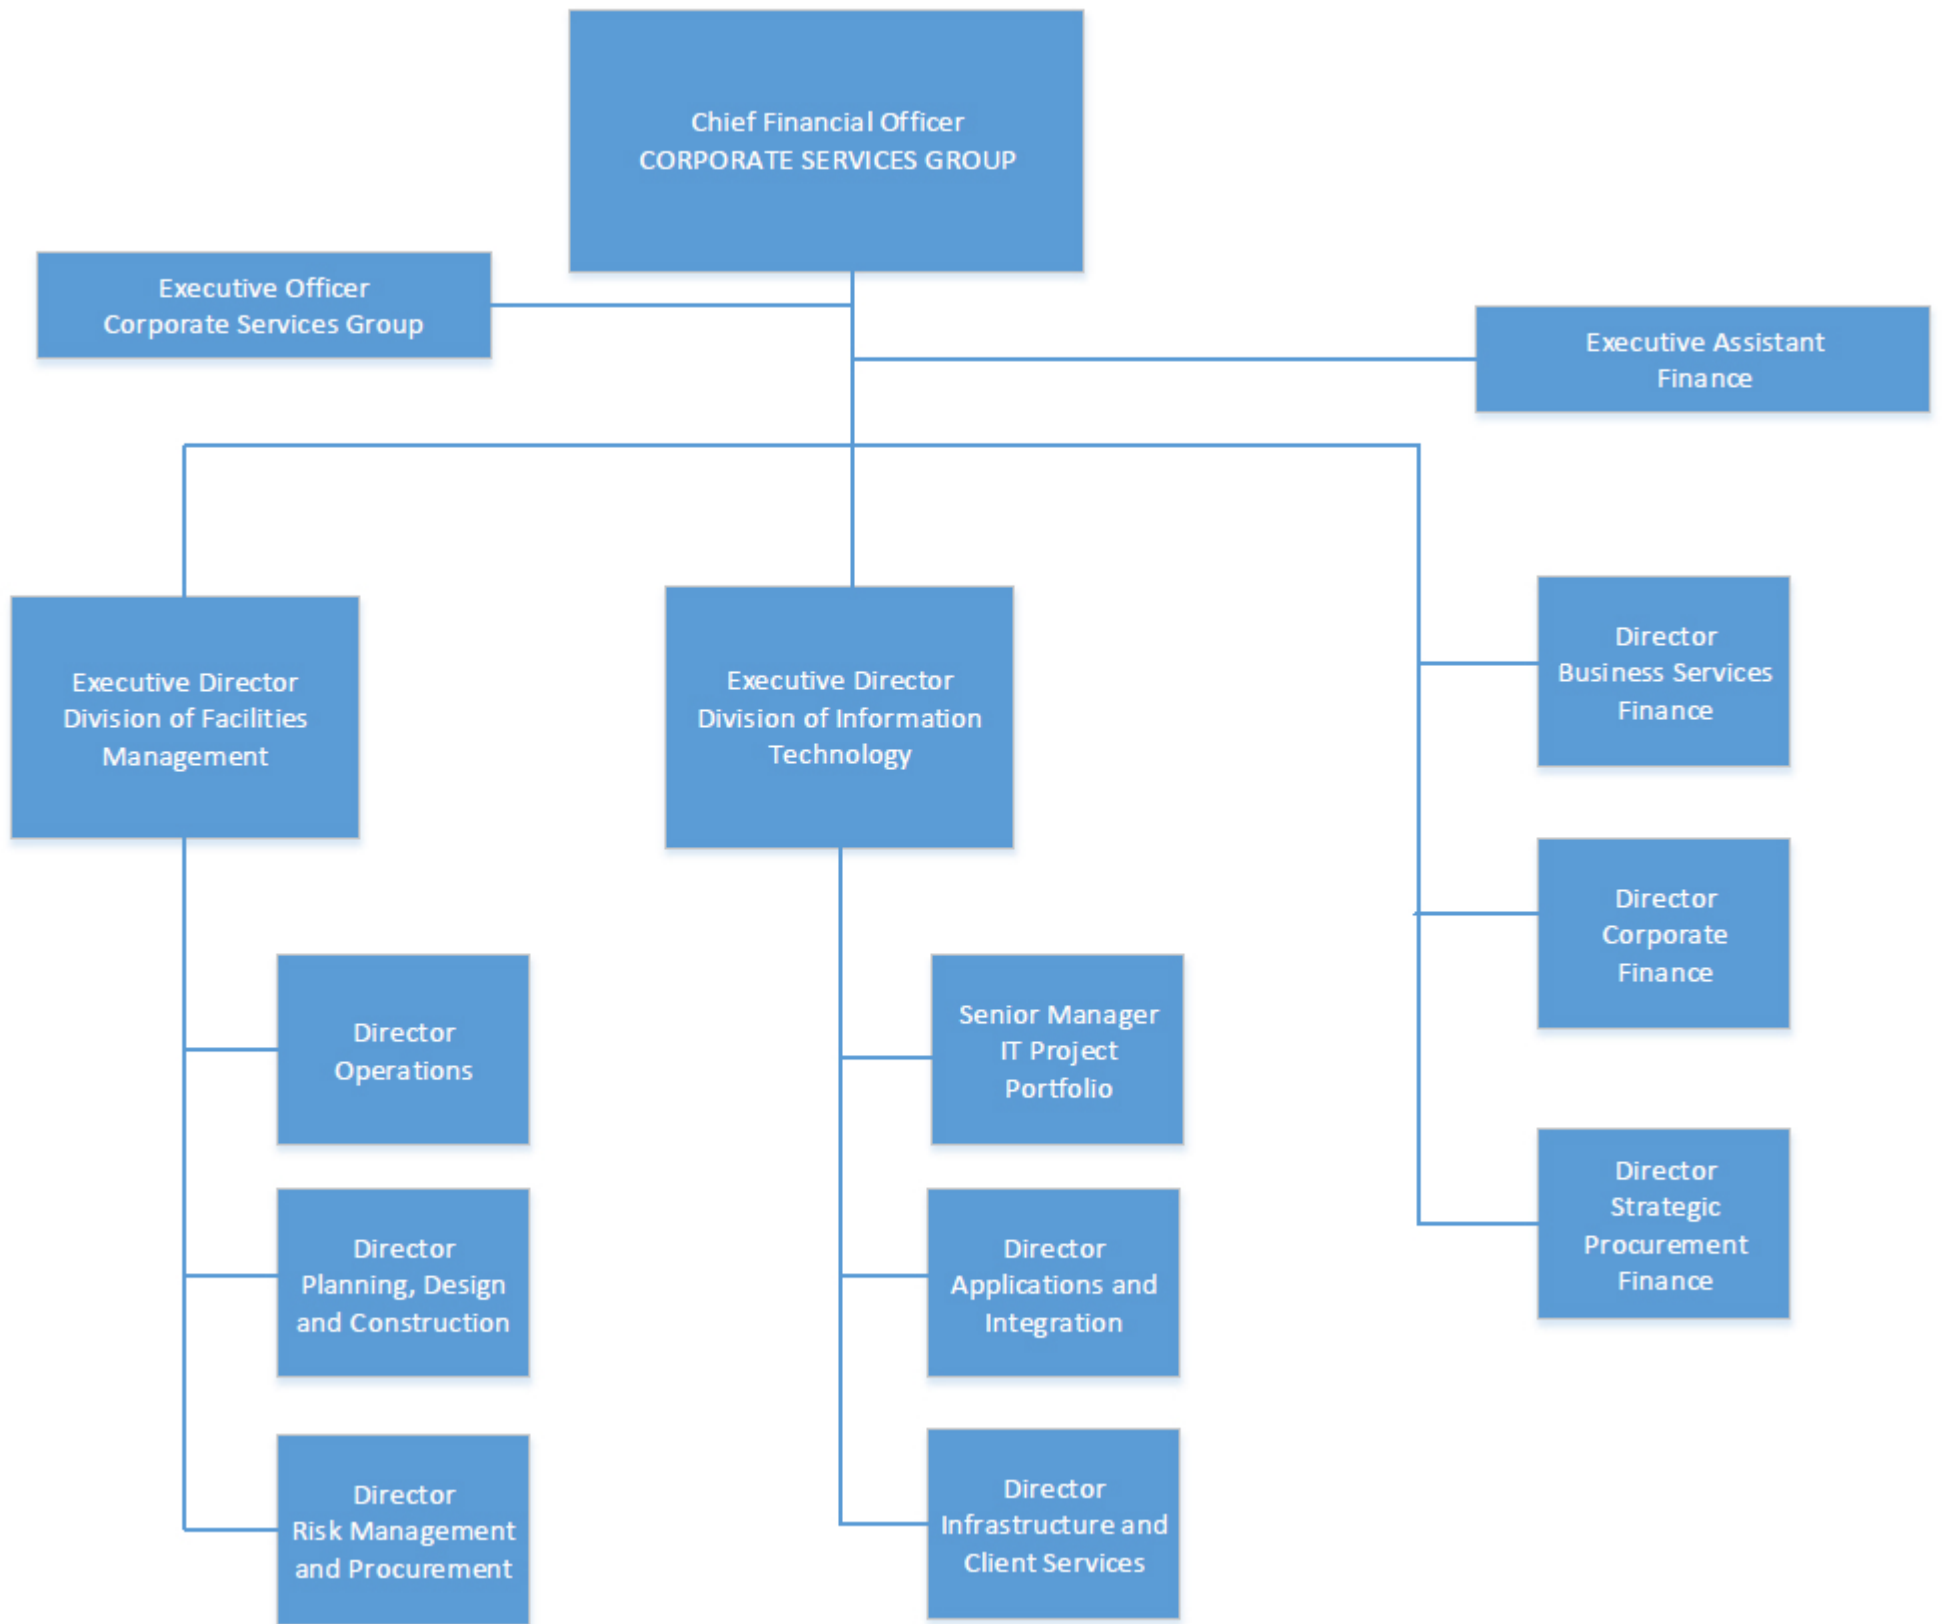 Chief Financial Officer
CORPORATE SERVICES GROUP
Executive Officer
Corporate Services Group
Executive Assistant
Finance
Executive Director
Division of Facilities
Management
Executive Director
Division of Information
Technology
Director
Business Services
Finance
Director
Corporate
Finance
Director
Strategic
Procurement
Finance
Director
Operations
Director
Planning, Design
and Construction
Director
Risk Management
and Procurement
Senior Manager
IT Project
Portfolio
Director
Applications and
Integration
Director
Infrastructure and
Client Services